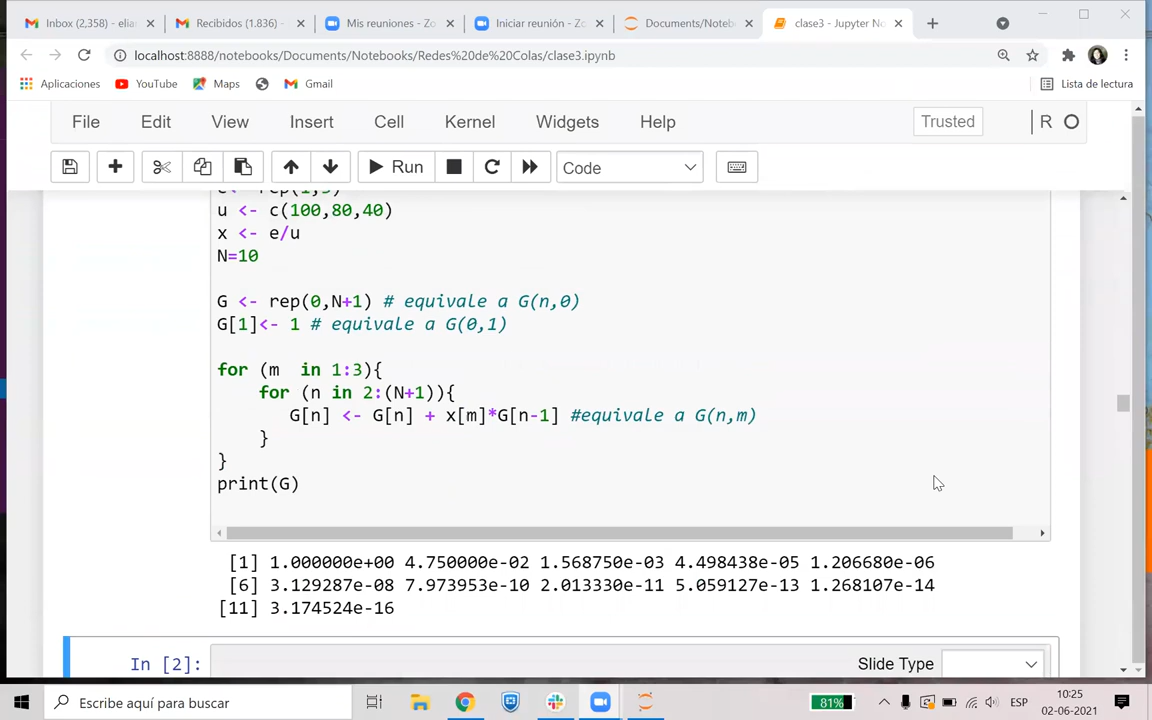 Inbox (2,358) - elia
Recibidos (1.836) -
Mis reuniones - Zo
Iniciar reunión - Zo
Documents/Noteb
clase3 - Jupyter No
localhost:8888/notebooks/Documents/Notebooks/Redes%20de%20Colas/clase3.ipynb
Aplicaciones YouTube Maps Gmail Lista de lectura
File Edit View Insert Cell Kernel Widgets Help Trusted R
Run Code
u <- c(100,80,40)
x <- e/u
N=10
G <- rep(0,N+1) # equivale a G(n,0)
G[1]<- 1 # equivale a G(0,1)
for (m  in 1:3){
for (n in 2:(N+1)){
G[n] <- G[n] + x[m]*G[n-1] #equivale a G(n,m)
}
}
print(G)
[1] 1.000000e+00 4.750000e-02 1.568750e-03 4.498438e-05 1.206680e-06
[6] 3.129287e-08 7.973953e-10 2.013330e-11 5.059127e-13 1.268107e-14
[11] 3.174524e-16
In [2]: Slide Type
Escribe aquí para buscar 81% ESP 10:25
02-06-2021